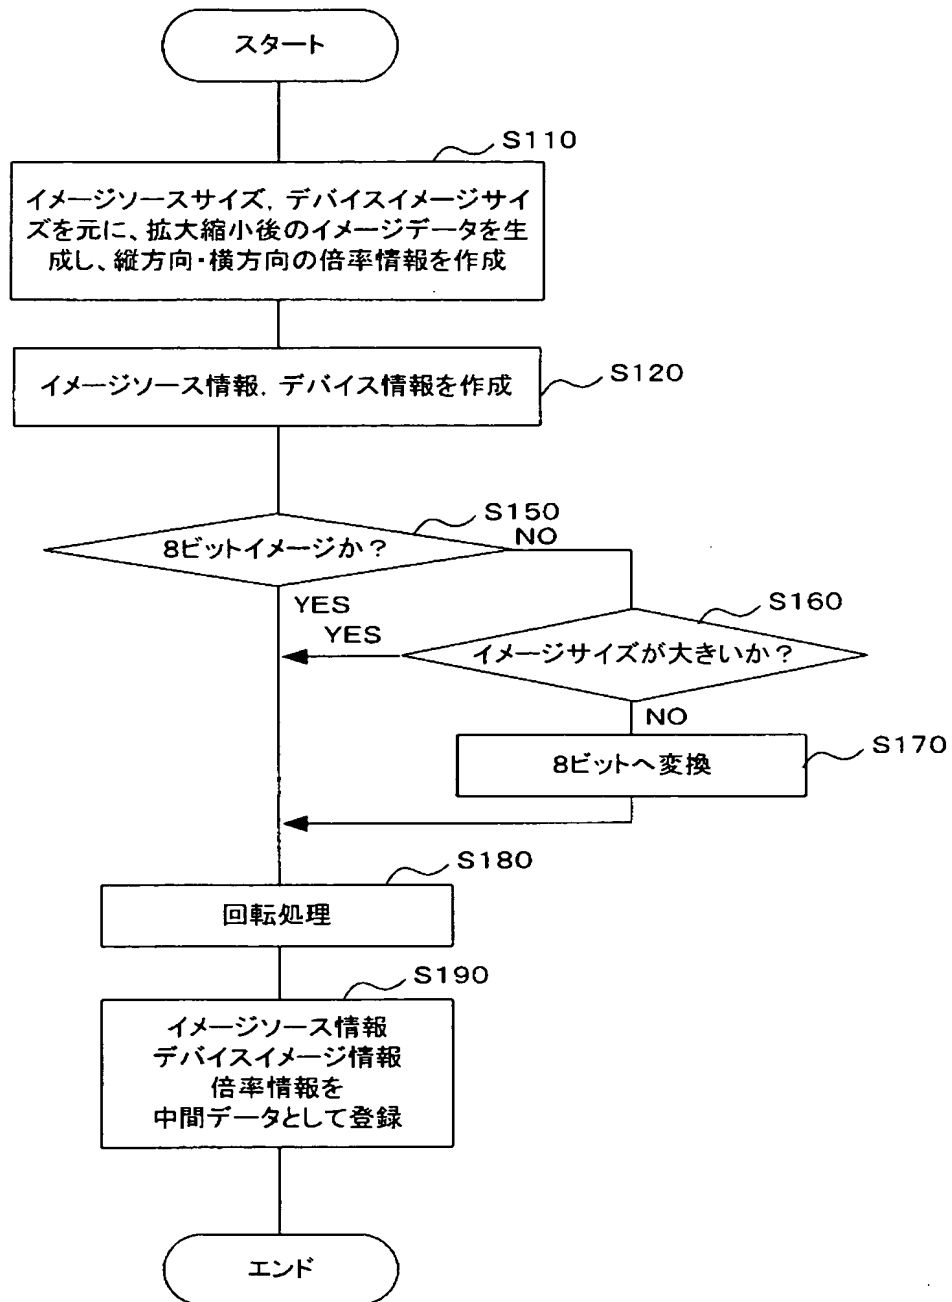 スタート
S110
イメージソースサイズ, デバイスイメージサイ
ズを元に、拡大縮小後のイメージデータを生
成し、縦方向・横方向の倍率情報を作成
イメージソース情報, デバイス情報を作成
S120
S150
8ビットイメージか?
NO
YES
S160
YES
イメージサイズが大きいか?
NO
S170
8ビットへ変換
S180
回転処理
S190
イメージソース情報
デバイスイメージ情報
倍率情報を
中間データとして登録
エンド